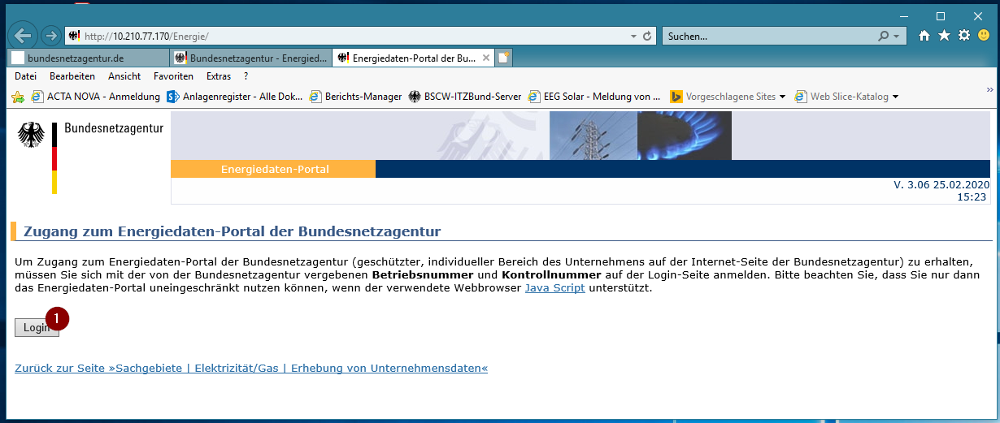 http://10.210.77.170/Energie/
Suchen...
bundesnetzagentur.de
Bundesnetzagentur - Energied...
Energiedaten-Portal der Bu...
Datei Bearbeiten Ansicht Favoriten Extras ?
ACTA NOVA - Anmeldung Anlagenregister - Alle Dok... Berichts-Manager BSCW-ITZBund-Server EEG Solar - Meldung von ... Vorgeschlagene Sites Web Slice-Katalog »
Bundesnetzagentur
Energiedaten-Portal
V. 3.06 25.02.2020
15:23
Zugang zum Energiedaten-Portal der Bundesnetzagentur
Um Zugang zum Energiedaten-Portal der Bundesnetzagentur (geschützter, individueller Bereich des Unternehmens auf der Internet-Seite der Bundesnetzagentur) zu erhalten,
müssen Sie sich mit der von der Bundesnetzagentur vergebenen Betriebsnummer und Kontrollnummer auf der Login-Seite anmelden. Bitte beachten Sie, dass Sie nur dann
das Energiedaten-Portal uneingeschränkt nutzen können, wenn der verwendete Webbrowser Java Script unterstützt.
1
Login
Zurück zur Seite »Sachgebiete | Elektrizität/Gas | Erhebung von Unternehmensdaten«